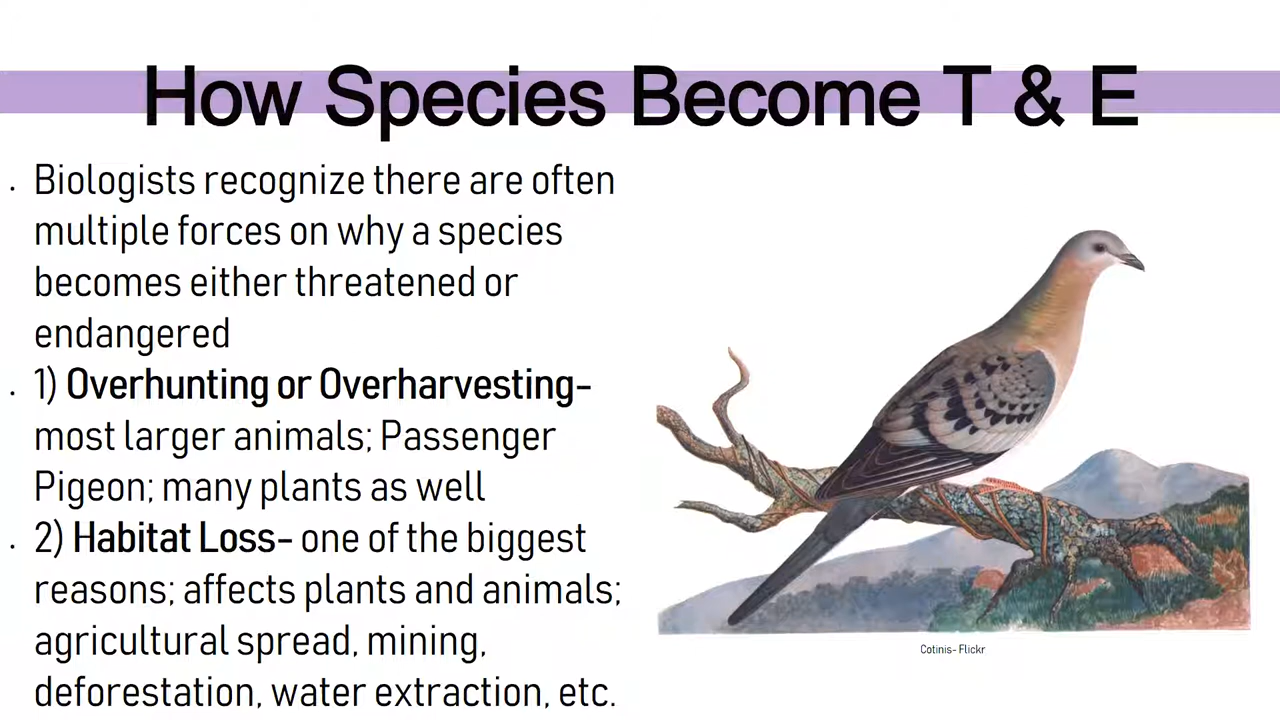 How Species Become T & E
. Biologists recognize there are often
multiple forces on why a species
becomes either threatened or
endangered
. 1) Overhunting or Overharvesting-
most larger animals; Passenger
Pigeon; many plants as well
. 2) Habitat Loss- one of the biggest
reasons; affects plants and animals;
agricultural spread, mining,
deforestation, water extraction, etc.
Cotinis- Flickr